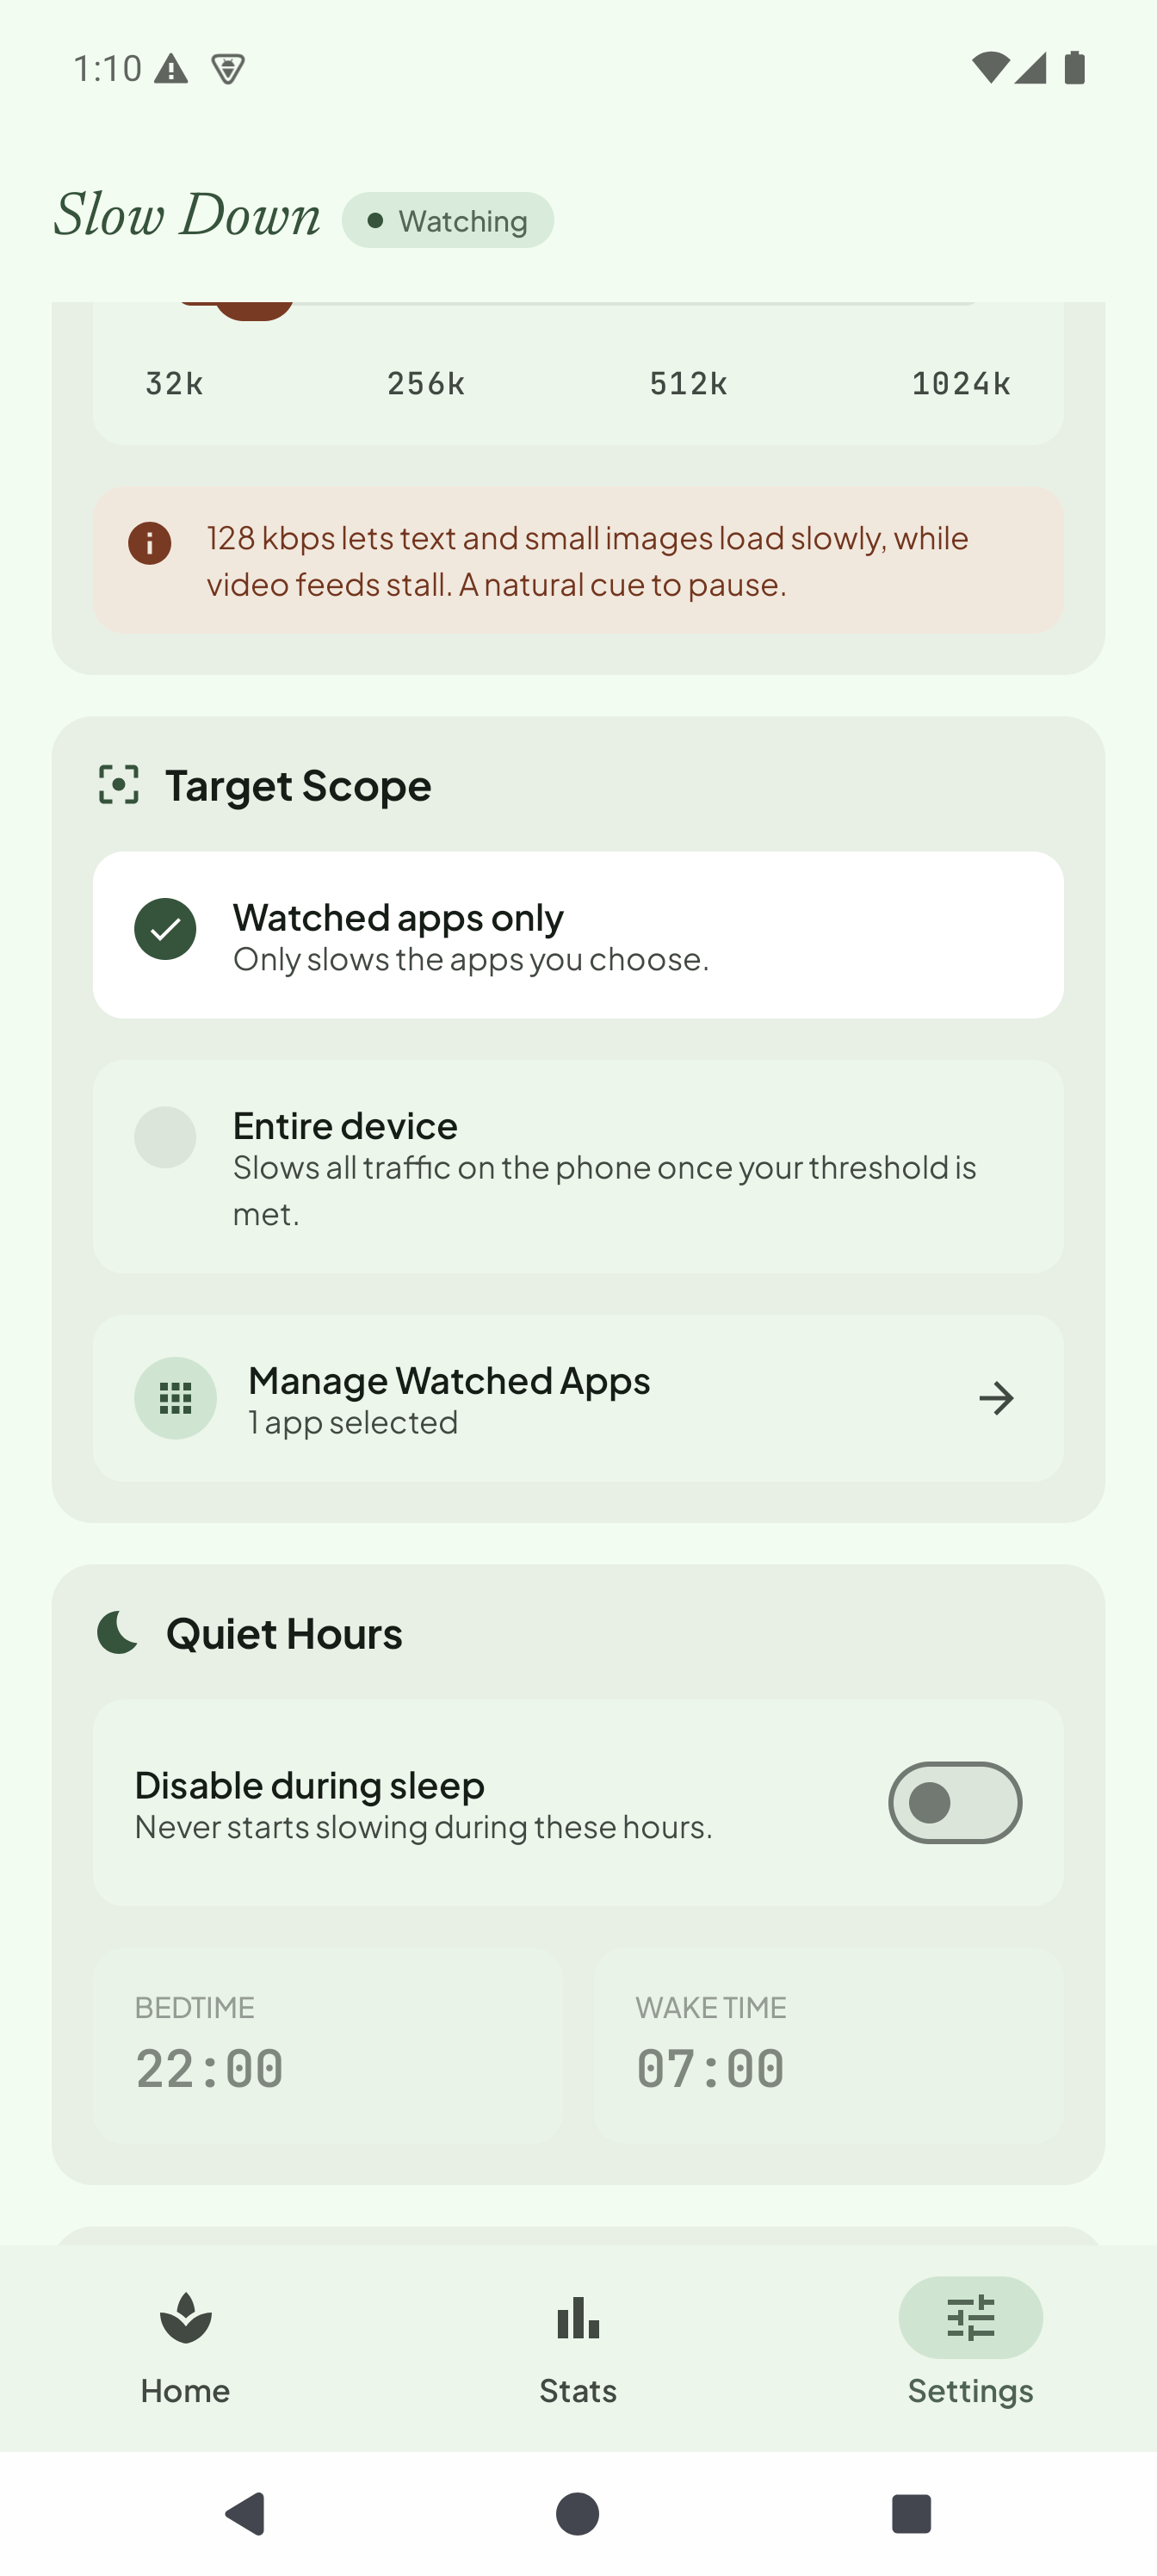 1:10
Slow Down
Watching
32k 256k 512k 1024k
128 kbps lets text and small images load slowly, while
video feeds stall. A natural cue to pause.
Target Scope
Watched apps only
Only slows the apps you choose.
Entire device
Slows all traffic on the phone once your threshold is
met.
Manage Watched Apps
1 app selected
Quiet Hours
Disable during sleep
Never starts slowing during these hours.
BEDTIME
22:00
WAKE TIME
07:00
Home
Stats
Settings